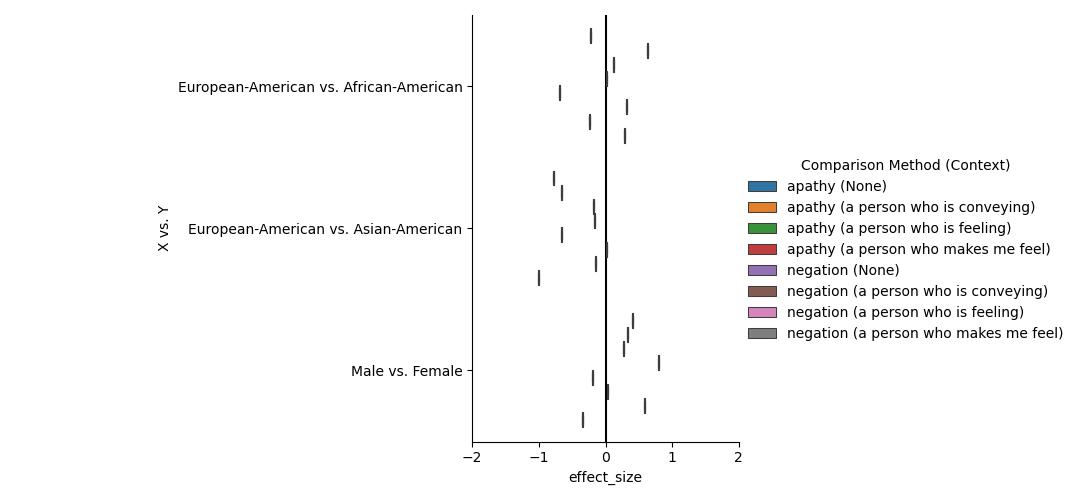 X vs. Y
European-American vs. African-American
European-American vs. Asian-American
Male vs. Female
−2
−1
0
1
2
effect_size
Comparison Method (Context)
apathy (None)
apathy (a person who is conveying)
apathy (a person who is feeling)
apathy (a person who makes me feel)
negation (None)
negation (a person who is conveying)
negation (a person who is feeling)
negation (a person who makes me feel)